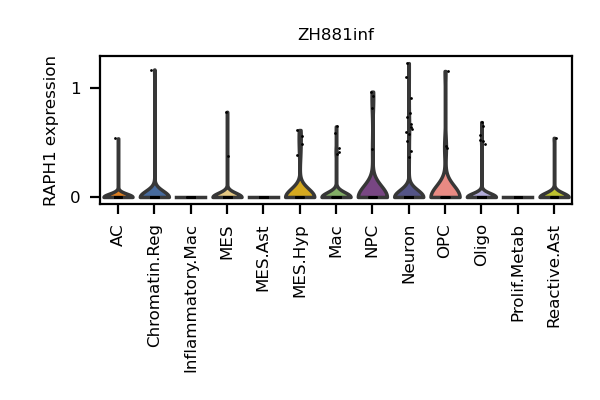 ZH881inf
RAPH1 expression
1
0
AC
Chromatin.Reg
Inflammatory.Mac
MES
MES.Ast
MES.Hyp
Mac
NPC
Neuron
OPC
Oligo
Prolif.Metab
Reactive.Ast